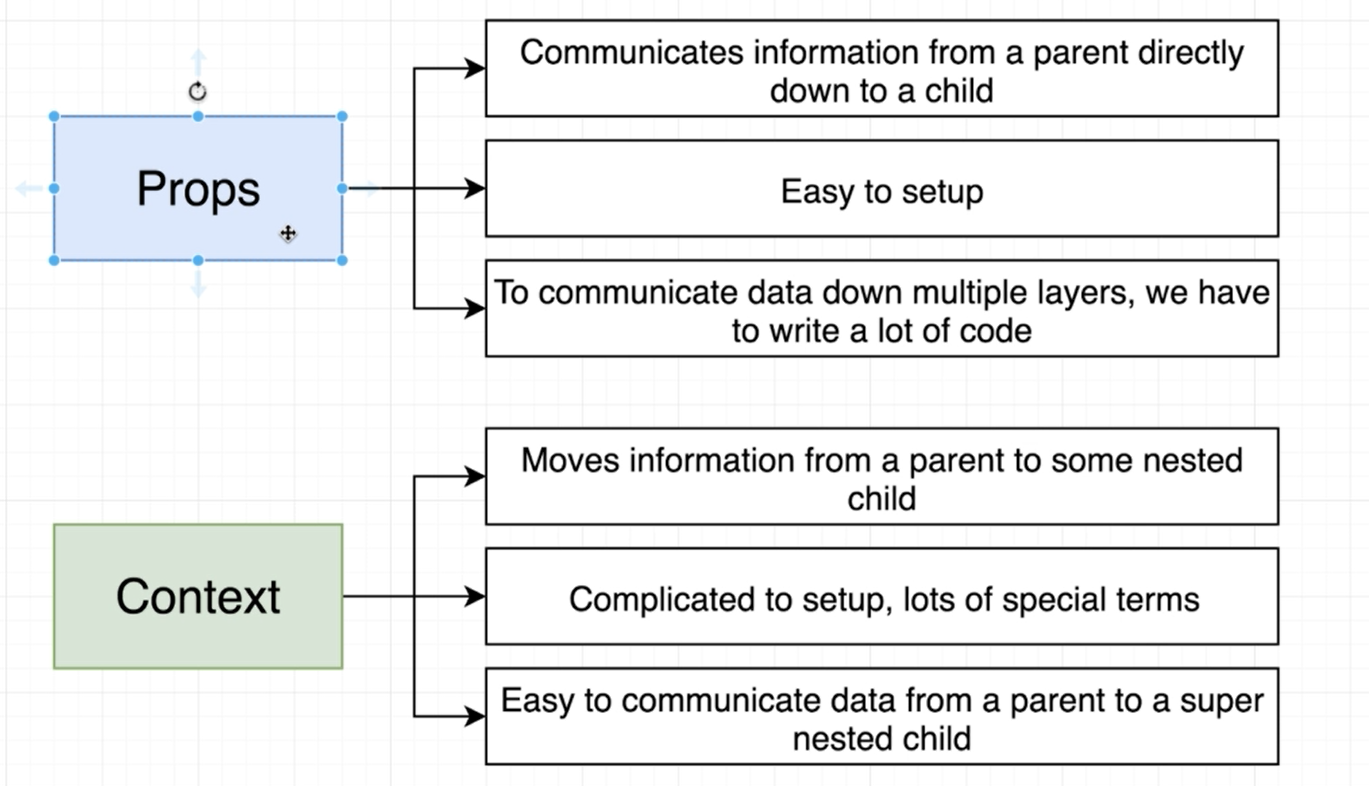 Props
Communicates information from a parent directly
down to a child
Easy to setup
To communicate data down multiple layers, we have
to write a lot of code
Context
Moves information from a parent to some nested
child
Complicated to setup, lots of special terms
Easy to communicate data from a parent to a super
nested child